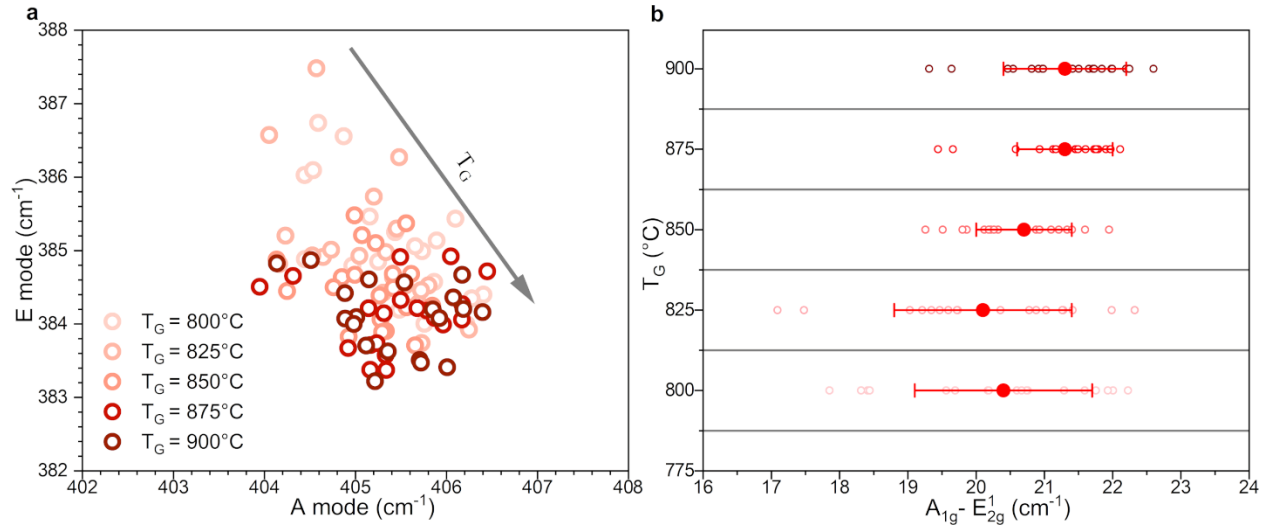 a
388
387
386
385
384
383
382
E mode (cm⁻¹)
T_G
T_G = 800°C
T_G = 825°C
T_G = 850°C
T_G = 875°C
T_G = 900°C
402 403 404 405 406 407 408
A mode (cm⁻¹)
b
900
875
850
825
800
775
T_G (°C)
16 17 18 19 20 21 22 23 24
A_1g- E¹_2g (cm⁻¹)